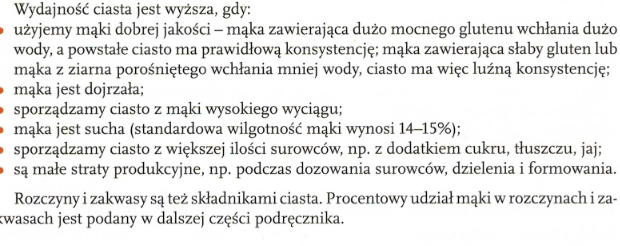 Wydajność ciasta jest wyższa, gdy:
• użyjemy mąki dobrej jakości – mąka zawierająca dużo mocnego glutenu wchłania dużo
wody, a powstałe ciasto ma prawidłową konsystencję; mąka zawierająca słaby gluten lub
mąka z ziarna porośniętego wchłania mniej wody, ciasto ma więc luźną konsystencję;
• mąka jest dojrzała;
• sporządzamy ciasto z mąki wysokiego wyciągu;
• mąka jest sucha (standardowa wilgotność mąki wynosi 14–15%);
• sporządzamy ciasto z większej ilości surowców, np. z dodatkiem cukru, tłuszczu, jaj;
• są małe straty produkcyjne, np. podczas dozowania surowców, dzielenia i formowania.
Rozczyny i zakwasy są też składnikami ciasta. Procentowy udział mąki w rozczynach i za-
kwasach jest podany w dalszej części podręcznika.